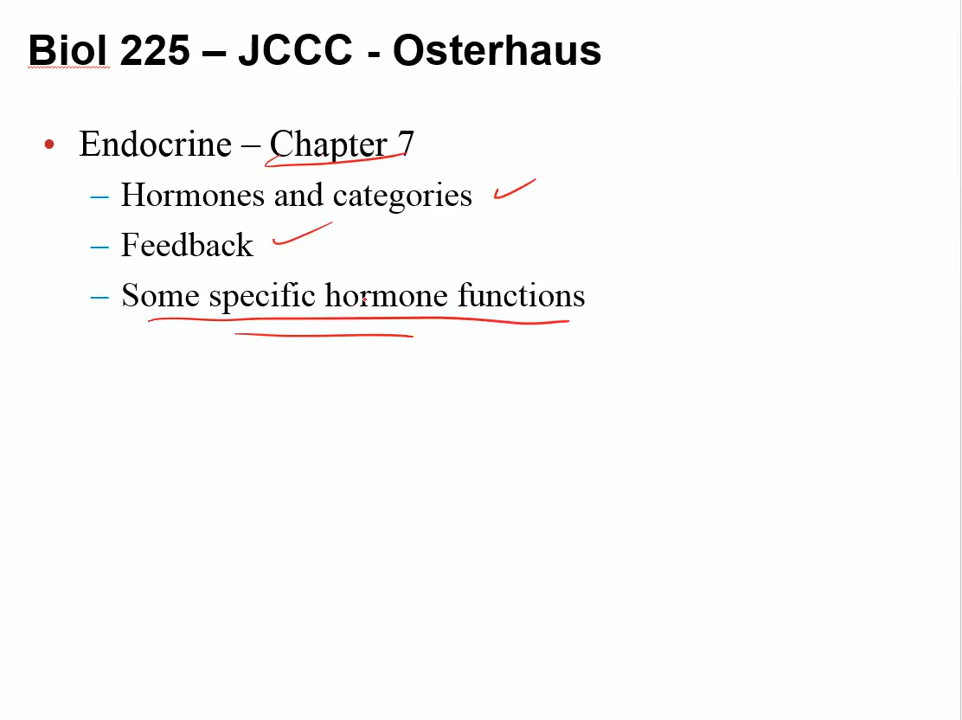 Biol 225 – JCCC - Osterhaus
• Endocrine – Chapter 7
– Hormones and categories
– Feedback
– Some specific hormone functions